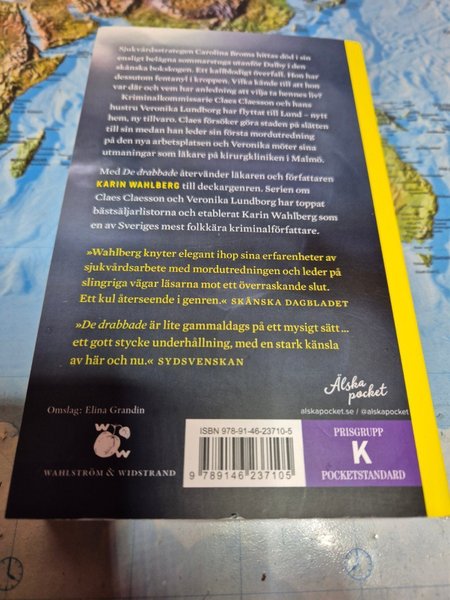 Sjukvårdsstrategen Carolina Broms hittas död i sin
ensligt belägna sommarstuga utanför Dalby i den
skånska bokskogen. Ett kallblodigt överfall. Hon har
dessutom fentanyl i kroppen. Vilka kände till att hon
var där och vem har anledning att vilja ta hennes liv?
Kriminalkommissarie Claes Claesson och hans
hustru Veronika Lundborg har flyttat till Lund – nytt
hem, ny tillvaro. Claes försöker göra staden på slätten
till sin medan han leder sin första mordutredning
på den nya arbetsplatsen och Veronika möter sina
utmaningar som läkare på kirurgkliniken i Malmö.
Med De drabbade återvänder läkaren och författaren
KARIN WAHLBERG till deckargenren. Serien om
Claes Claesson och Veronika Lundborg har toppat
bästsäljarlistorna och etablerat Karin Wahlberg som
en av Sveriges mest folkkära kriminalförfattare.
»Wahlberg knyter elegant ihop sina erfarenheter av
sjukvårdsarbete med mordutredningen och leder på
slingriga vägar läsarna mot ett överraskande slut.
Ett kul återseende i genren.« SKÅNSKA DAGBLADET
»De drabbade är lite gammaldags på ett mysigt sätt ...
ett gott stycke underhållning, med en stark känsla
av här och nu.« SYDSVENSKAN
Älska
pocket
alskapocket.se / @alskapocket
Omslag: Elina Grandin
W W
WAHLSTRÖM & WIDSTRAND
ISBN 978-91-46-23710-5
9 789146 237105
PRISGRUPP
K
POCKETSTANDARD